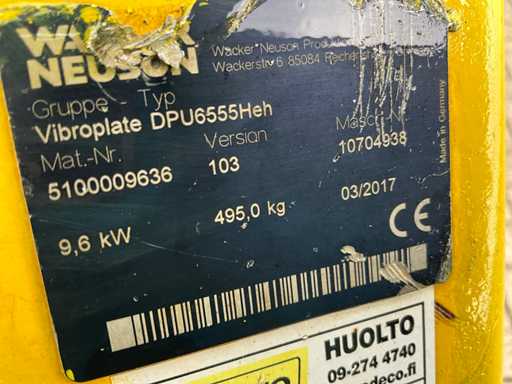 WACKER
NEUSON
Wacker Neuson Produ
Wackerstr. 6 85084 Reicher
Gruppe - Typ
Vibroplate DPU6555Heh
Mat.-Nr. Version Masch.-Nr.
5100009636 103 10704938
9,6 kW 495,0 kg 03/2017
CE
Made in Germany
HUOLTO
09-274 4740
deco.fi